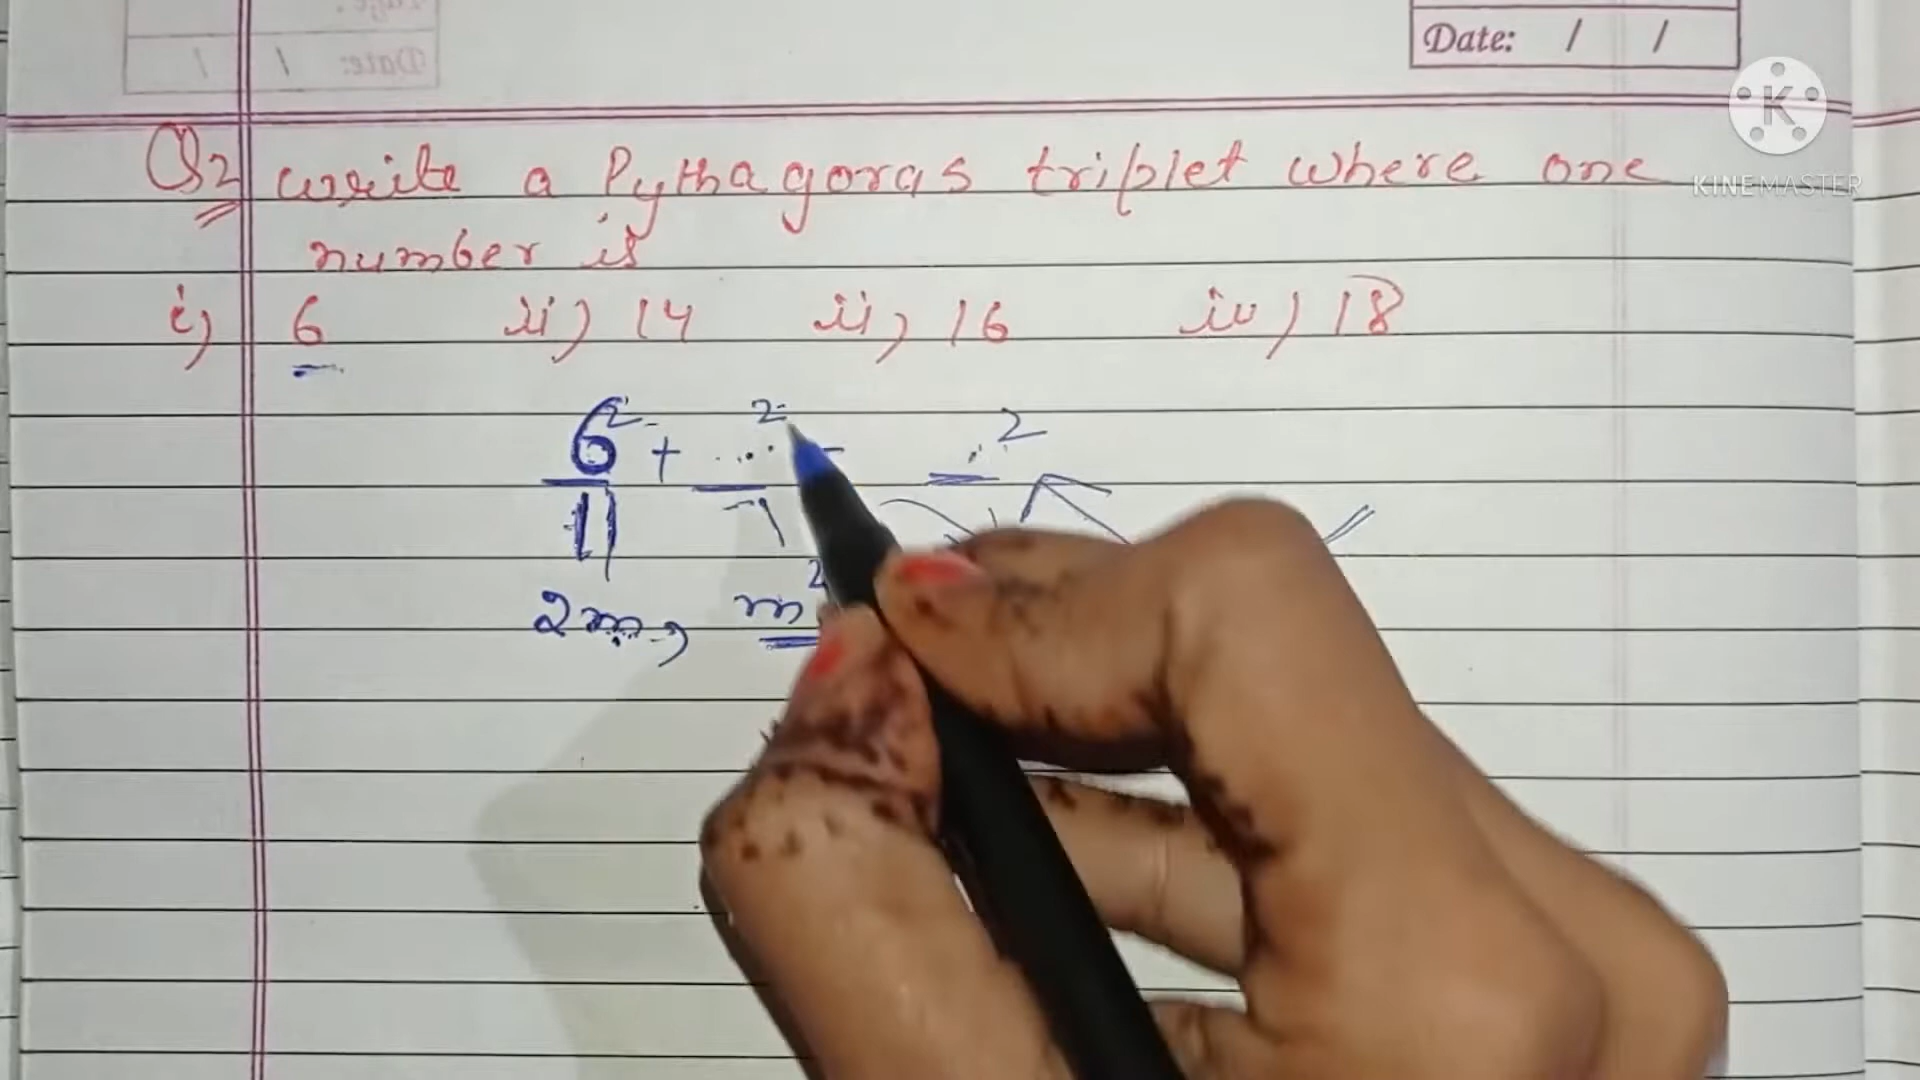 Date: / /
K
KINEMASTER
Q2 write a Pythagoras triplet where one
number is
i) 6 ii) 14 ii) 16 iv) 18
6² + ...² ² 
2m, m²